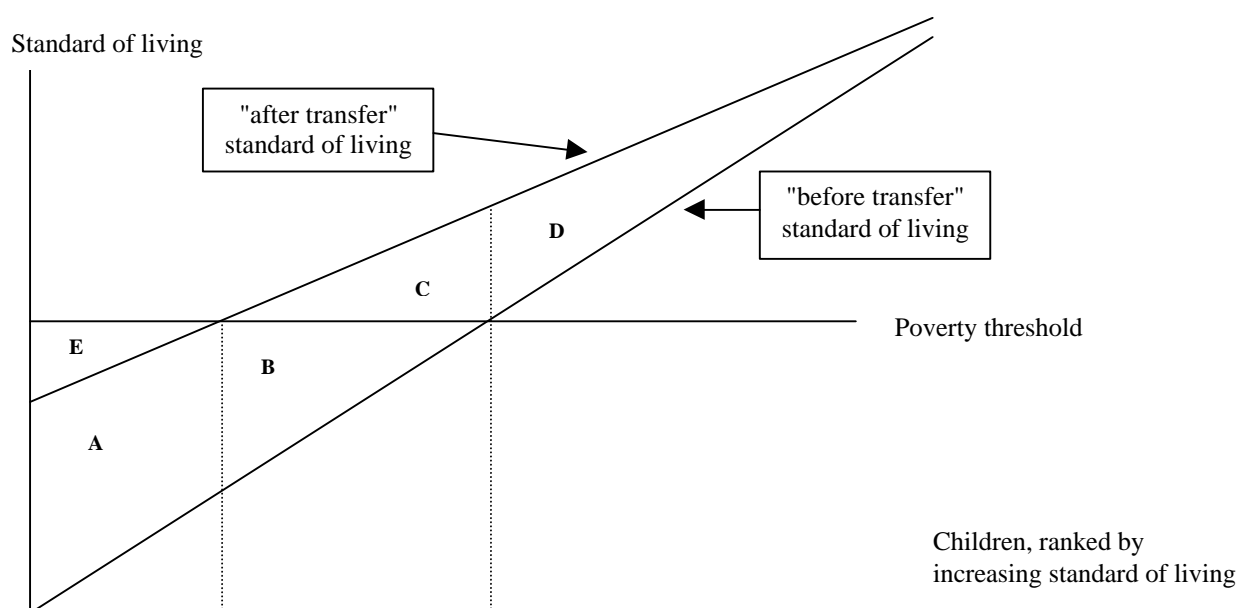 Standard of living
"after transfer"
standard of living
"before transfer"
standard of living
D
C
Poverty threshold
E
B
A
Children, ranked by
increasing standard of living